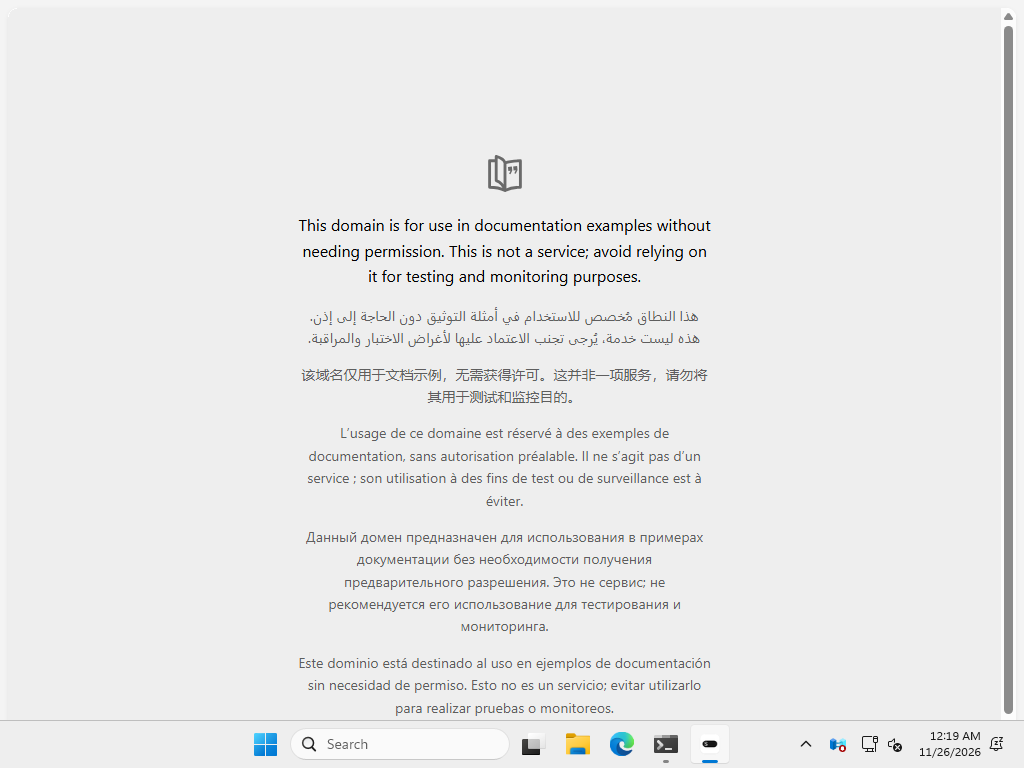 This domain is for use in documentation examples without
needing permission. This is not a service; avoid relying on
it for testing and monitoring purposes.
هذا النطاق مُخصص للاستخدام في أمثلة التوثيق دون الحاجة إلى إذن.
هذه ليست خدمة، يُرجى تجنب الاعتماد عليها لأغراض الاختبار والمراقبة.
该域名仅用于文档示例，无需获得许可。这并非一项服务，请勿将
其用于测试和监控目的。
L’usage de ce domaine est réservé à des exemples de
documentation, sans autorisation préalable. Il ne s’agit pas d’un
service ; son utilisation à des fins de test ou de surveillance est à
éviter.
Данный домен предназначен для использования в примерах
документации без необходимости получения
предварительного разрешения. Это не сервис; не
рекомендуется его использование для тестирования и
мониторинга.
Este dominio está destinado al uso en ejemplos de documentación
sin necesidad de permiso. Esto no es un servicio; evitar utilizarlo
para realizar pruebas o monitoreos.
Search
12:19 AM
11/26/2026